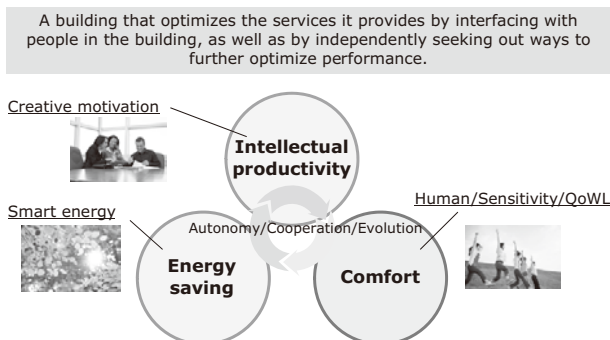 A building that optimizes the services it provides by interfacing with
people in the building, as well as by independently seeking out ways to
further optimize performance.
Creative motivation
Intellectual
productivity
Human/Sensitivity/QoWL
Smart energy
Autonomy/Cooperation/Evolution
Energy
saving
Comfort